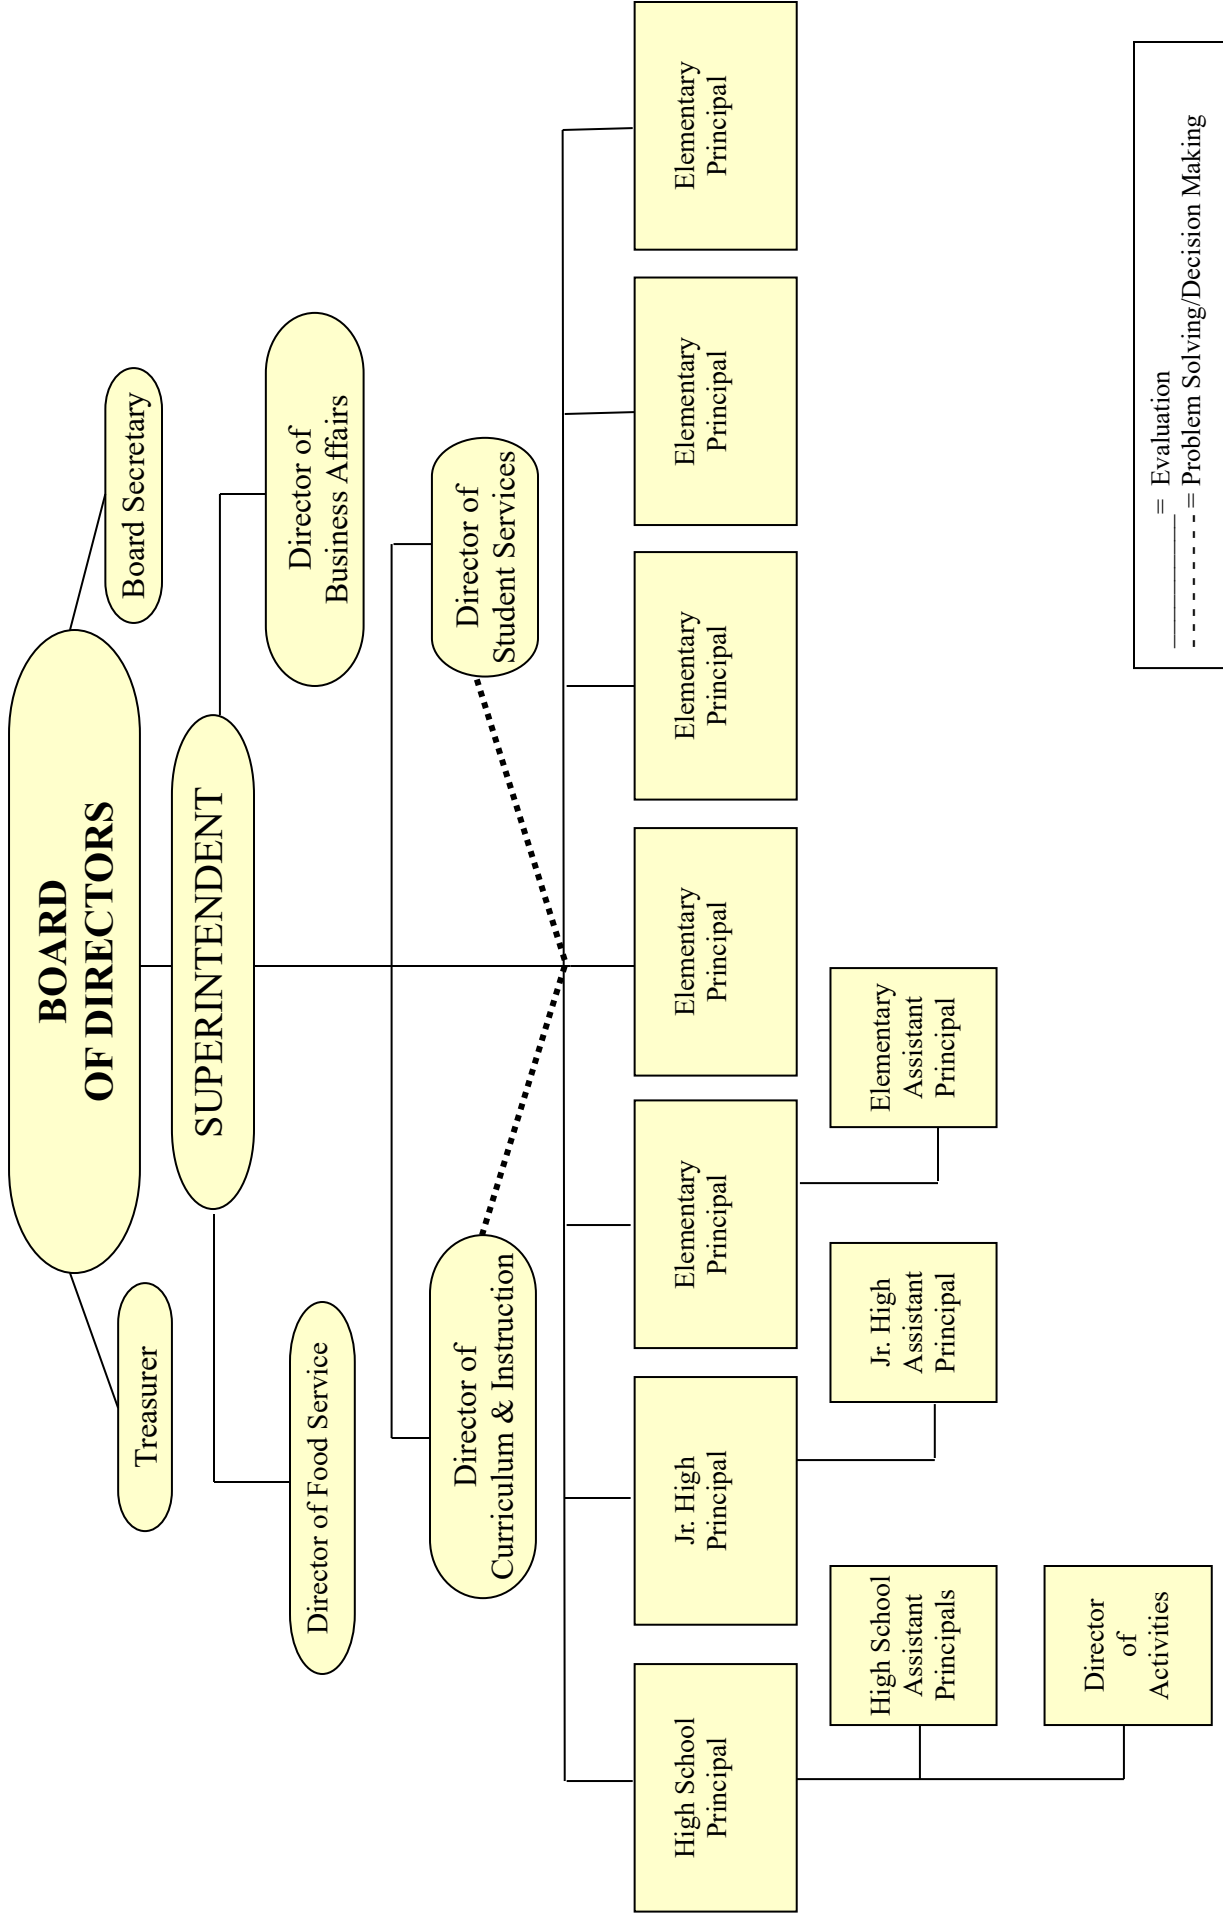 BOARD
OF DIRECTORS
Treasurer
Board Secretary
SUPERINTENDENT
Director of Food Service
Director of
Business Affairs
Director of
Curriculum & Instruction
Director of
Student Services
High School
Principal
Jr. High
Principal
Elementary
Principal
Elementary
Principal
Elementary
Principal
Elementary
Principal
Elementary
Principal
High School
Assistant
Principals
Jr. High
Assistant
Principal
Elementary
Assistant
Principal
Director
of
Activities
_________= Evaluation
- - - - - - - - - -= Problem Solving/Decision Making